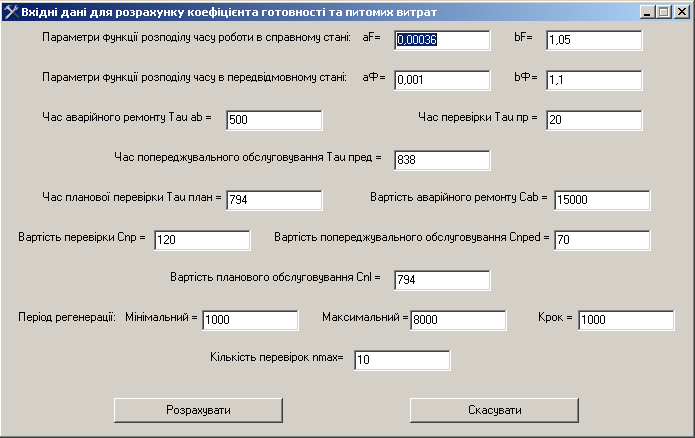 Вхідні дані для розрахунку коефіцієнта готовності та питомих витрат
Параметри функції розподілу часу роботи в справному стані: aF= 0,00036 bF= 1,05
Параметри функції розподілу часу в передвідмовному стані: aФ= 0,001 bФ= 1,1
Час аварійного ремонту Tau ab = 500 Час перевірки Tau пр = 20
Час попереджувального обслуговування Tau пред = 838
Час планової перевірки Tau план = 794 Вартість аварійного ремонту Cab = 15000
Вартість перевірки Cnp = 120 Вартість попереджувального обслуговування Cnped = 70
Вартість планового обслуговування Cnl = 794
Період регенерації: Мінімальний = 1000 Максимальний = 8000 Крок = 1000
Кількість перевірок nmax= 10
Розрахувати Скасувати